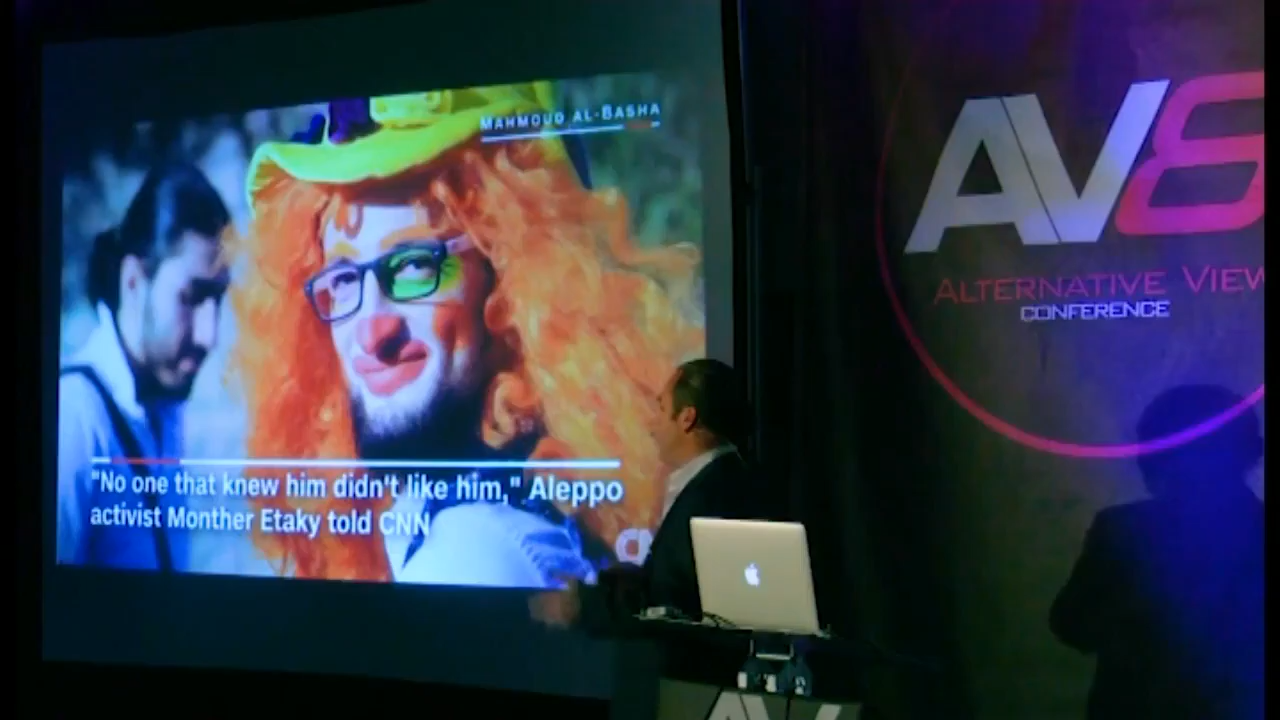 MAHMOUD AL-BASHA
"No one that knew him didn't like him," Aleppo
activist Monther Etaky told CNN
AV8
ALTERNATIVE VIEW
CONFERENCE
AV